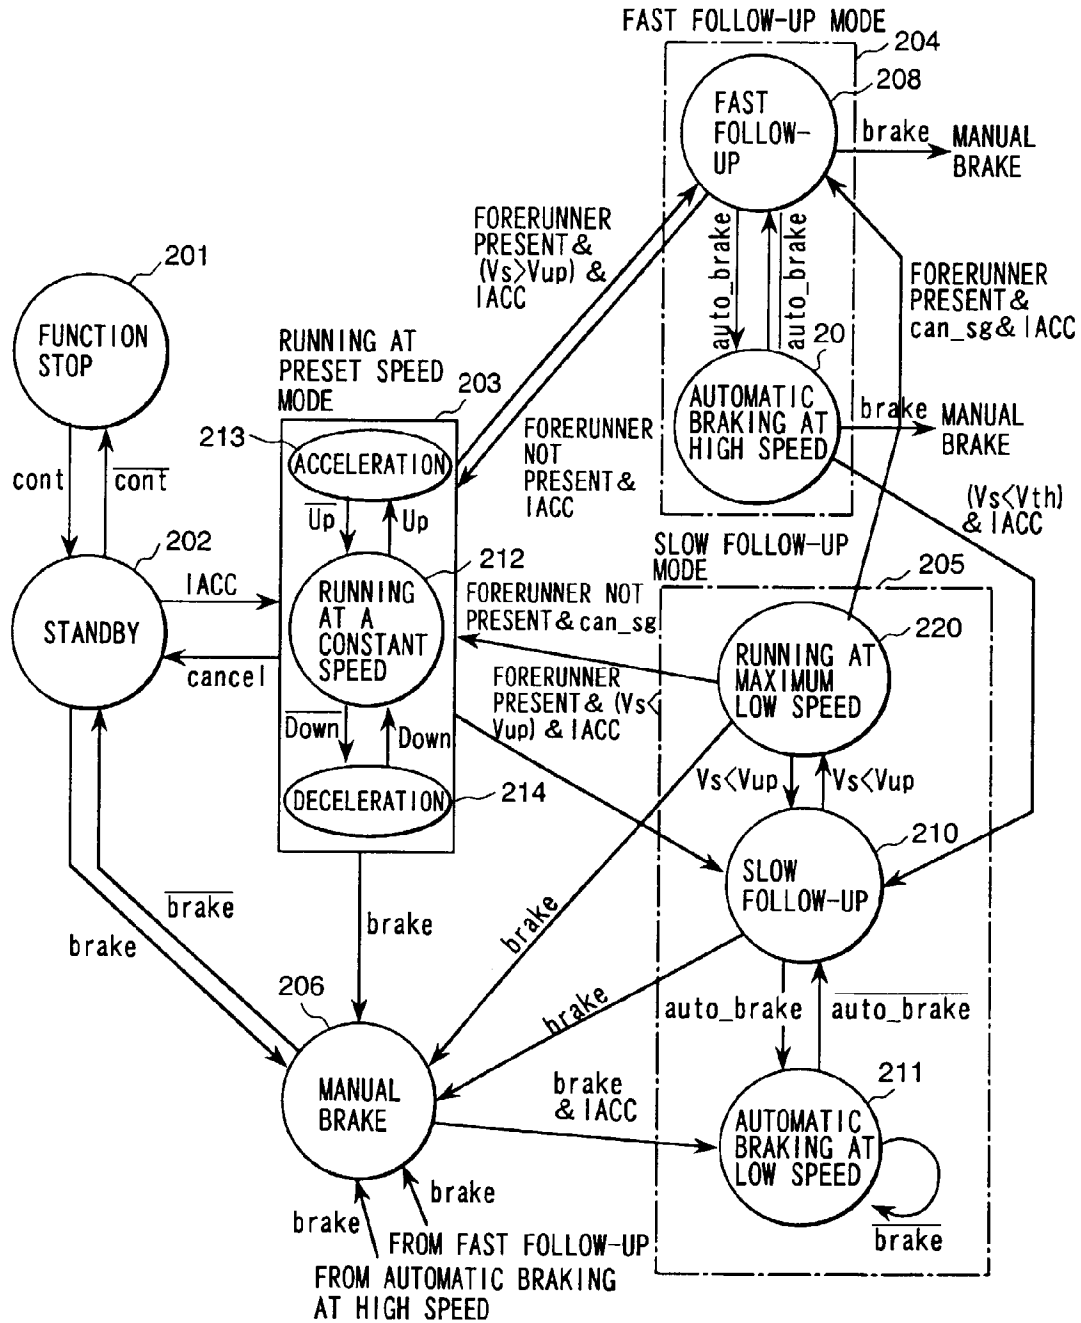 FAST FOLLOW-UP MODE
204
208
FAST
FOLLOW-
UP
brake
MANUAL
BRAKE
FORERUNNER
PRESENT &
(Vs>Vup) &
IACC
auto_brake
auto_brake
FORERUNNER
PRESENT &
can_sg & IACC
201
FUNCTION
STOP
RUNNING AT
PRESET SPEED
MODE
203
20
AUTOMATIC
BRAKING AT
HIGH SPEED
brake
MANUAL
BRAKE
213
ACCELERATION
FORERUNNER
NOT
PRESENT &
IACC
cont
cont
Up
Up
(Vs<Vth)
& IACC
202
STANDBY
IACC
cancel
212
RUNNING
AT A
CONSTANT
SPEED
SLOW FOLLOW-UP
MODE
205
FORERUNNER NOT
PRESENT & can_sg
220
RUNNING AT
MAXIMUM
LOW SPEED
FORERUNNER
PRESENT & (Vs<
Vup) & IACC
Down
Down
Vs<Vup
Vs<Vup
DECELERATION
214
210
SLOW
FOLLOW-UP
brake
brake
brake
brake
brake
auto_brake
auto_brake
206
MANUAL
BRAKE
brake
& IACC
211
AUTOMATIC
BRAKING AT
LOW SPEED
brake
brake
brake
FROM FAST FOLLOW-UP
FROM AUTOMATIC BRAKING
AT HIGH SPEED